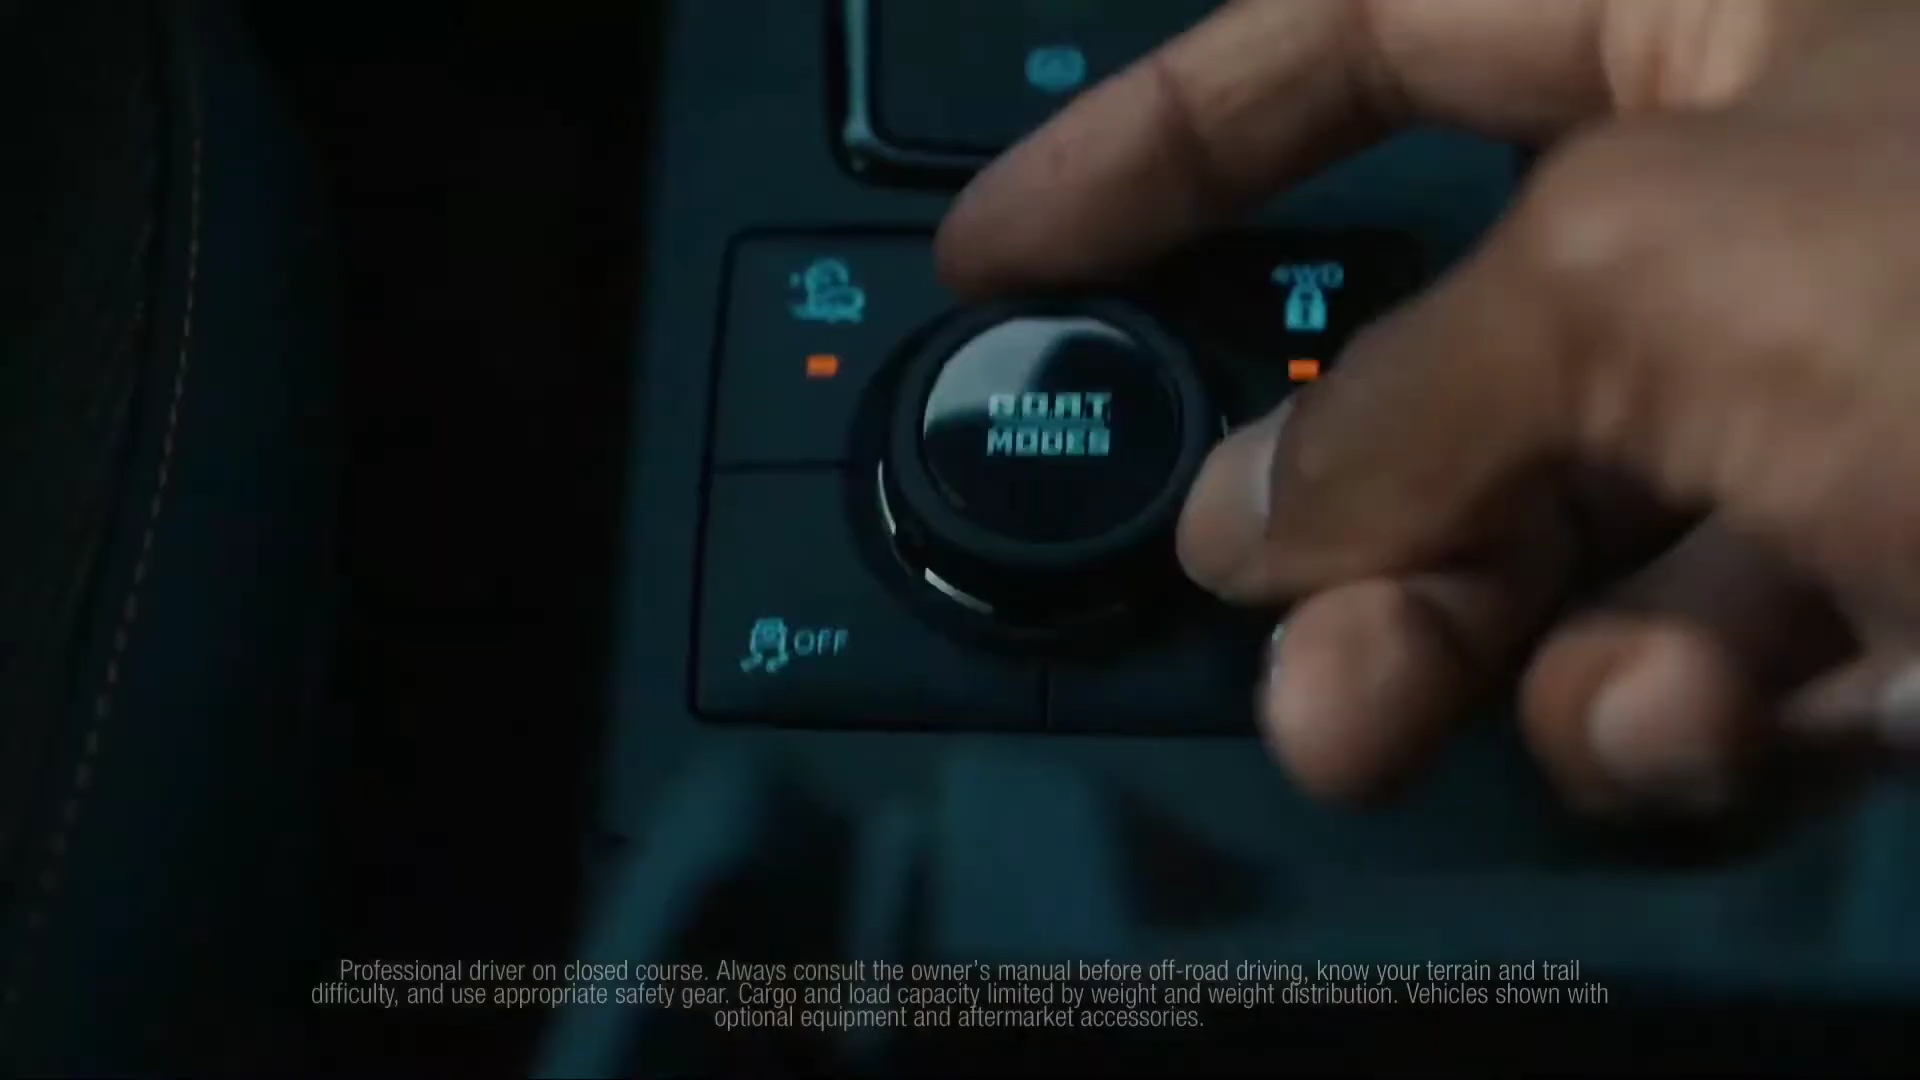 4WD
G.O.A.T
MODES
OFF
Professional driver on closed course. Always consult the owner's manual before off-road driving, know your terrain and trail
difficulty, and use appropriate safety gear. Cargo and load capacity limited by weight and weight distribution. Vehicles shown with
optional equipment and aftermarket accessories.